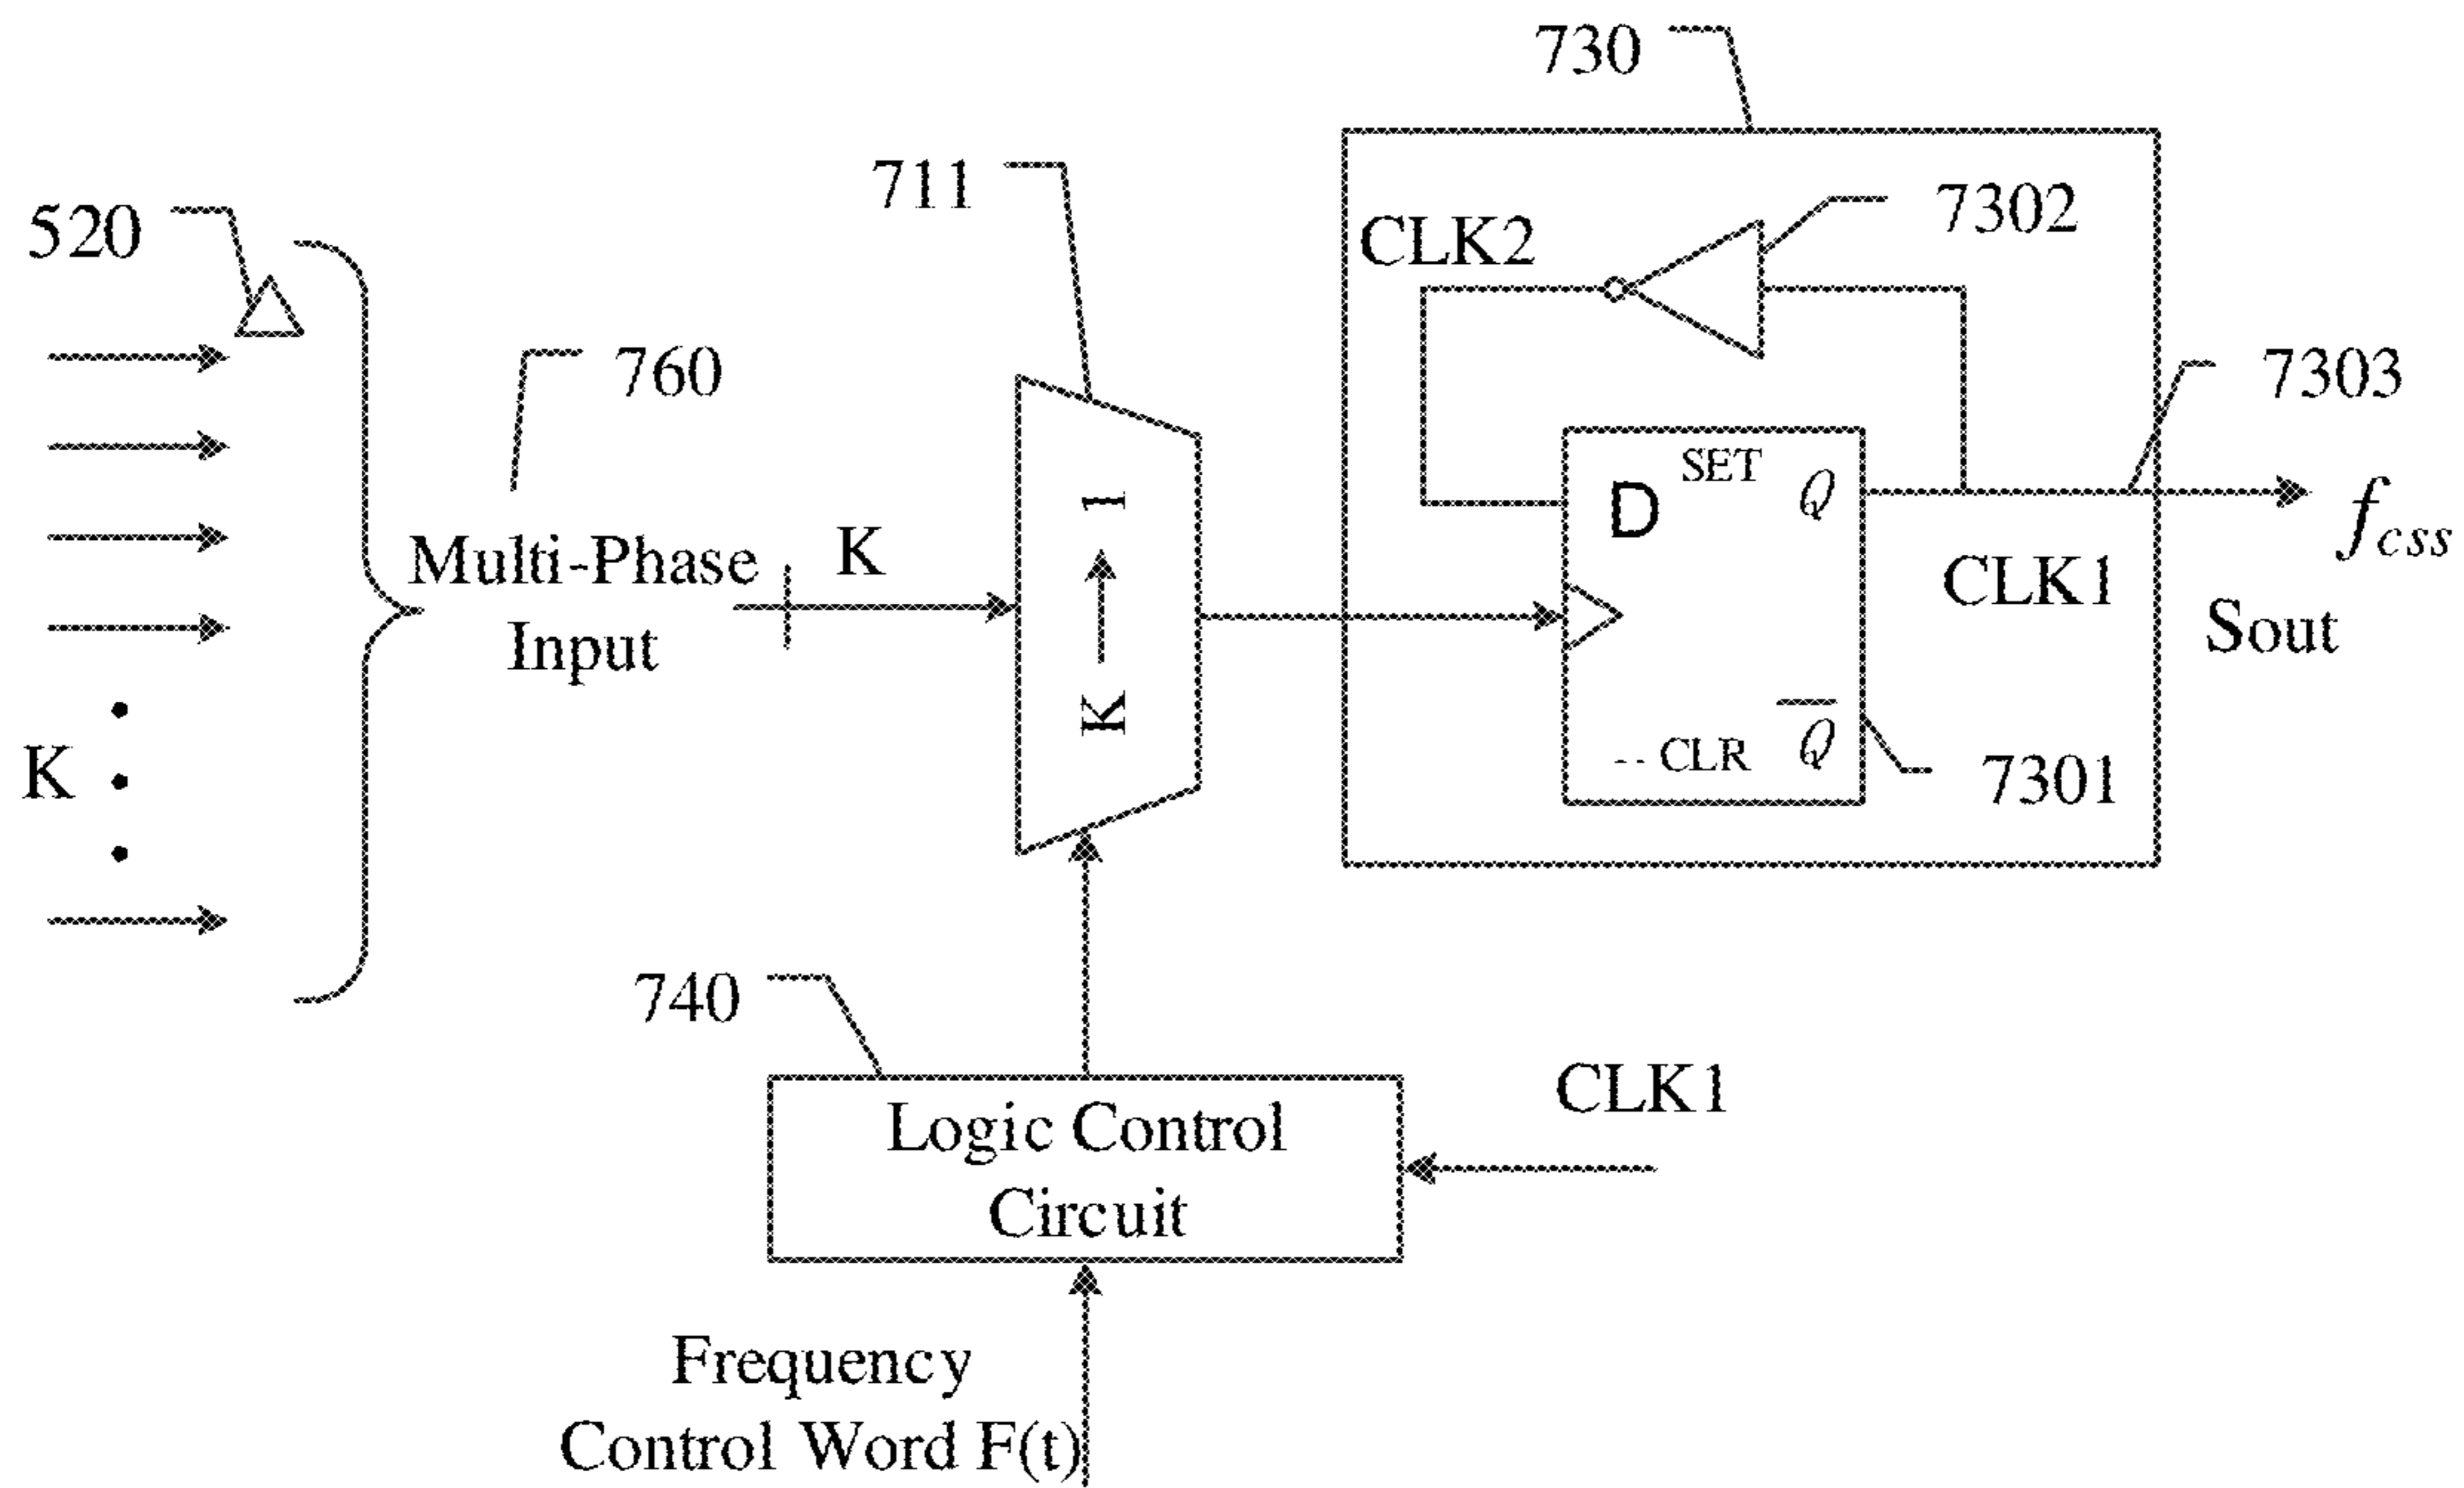 730
711
7302
520
CLK2
760
7303
SET
D
Q
1
fcss
K
Multi-Phase
Input
CLK1
Sout
K
Q
CLR
7301
K
740
CLK1
Logic Control
Circuit
Frequency
Control Word F(t)